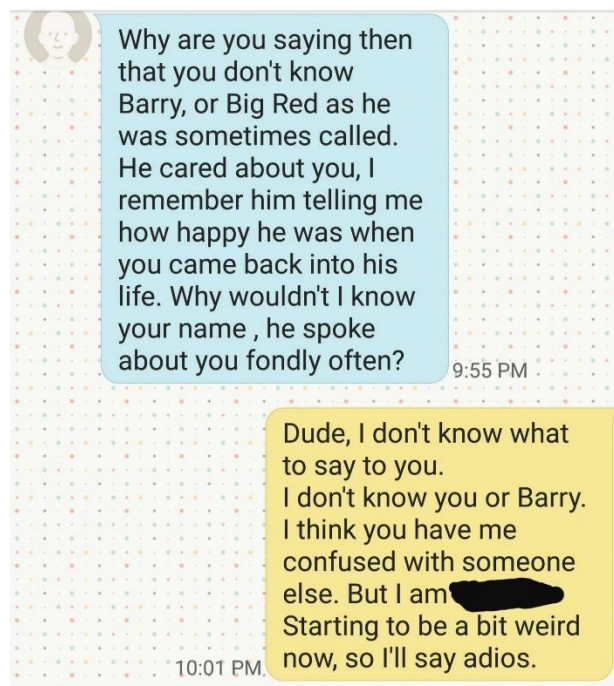 Why are you saying then
that you don't know
Barry, or Big Red as he
was sometimes called.
He cared about you, I
remember him telling me
how happy he was when
you came back into his
life. Why wouldn't I know
your name , he spoke
about you fondly often?
9:55 PM
Dude, I don't know what
to say to you.
I don't know you or Barry.
I think you have me
confused with someone
else. But I am
Starting to be a bit weird
now, so I'll say adios.
10:01 PM